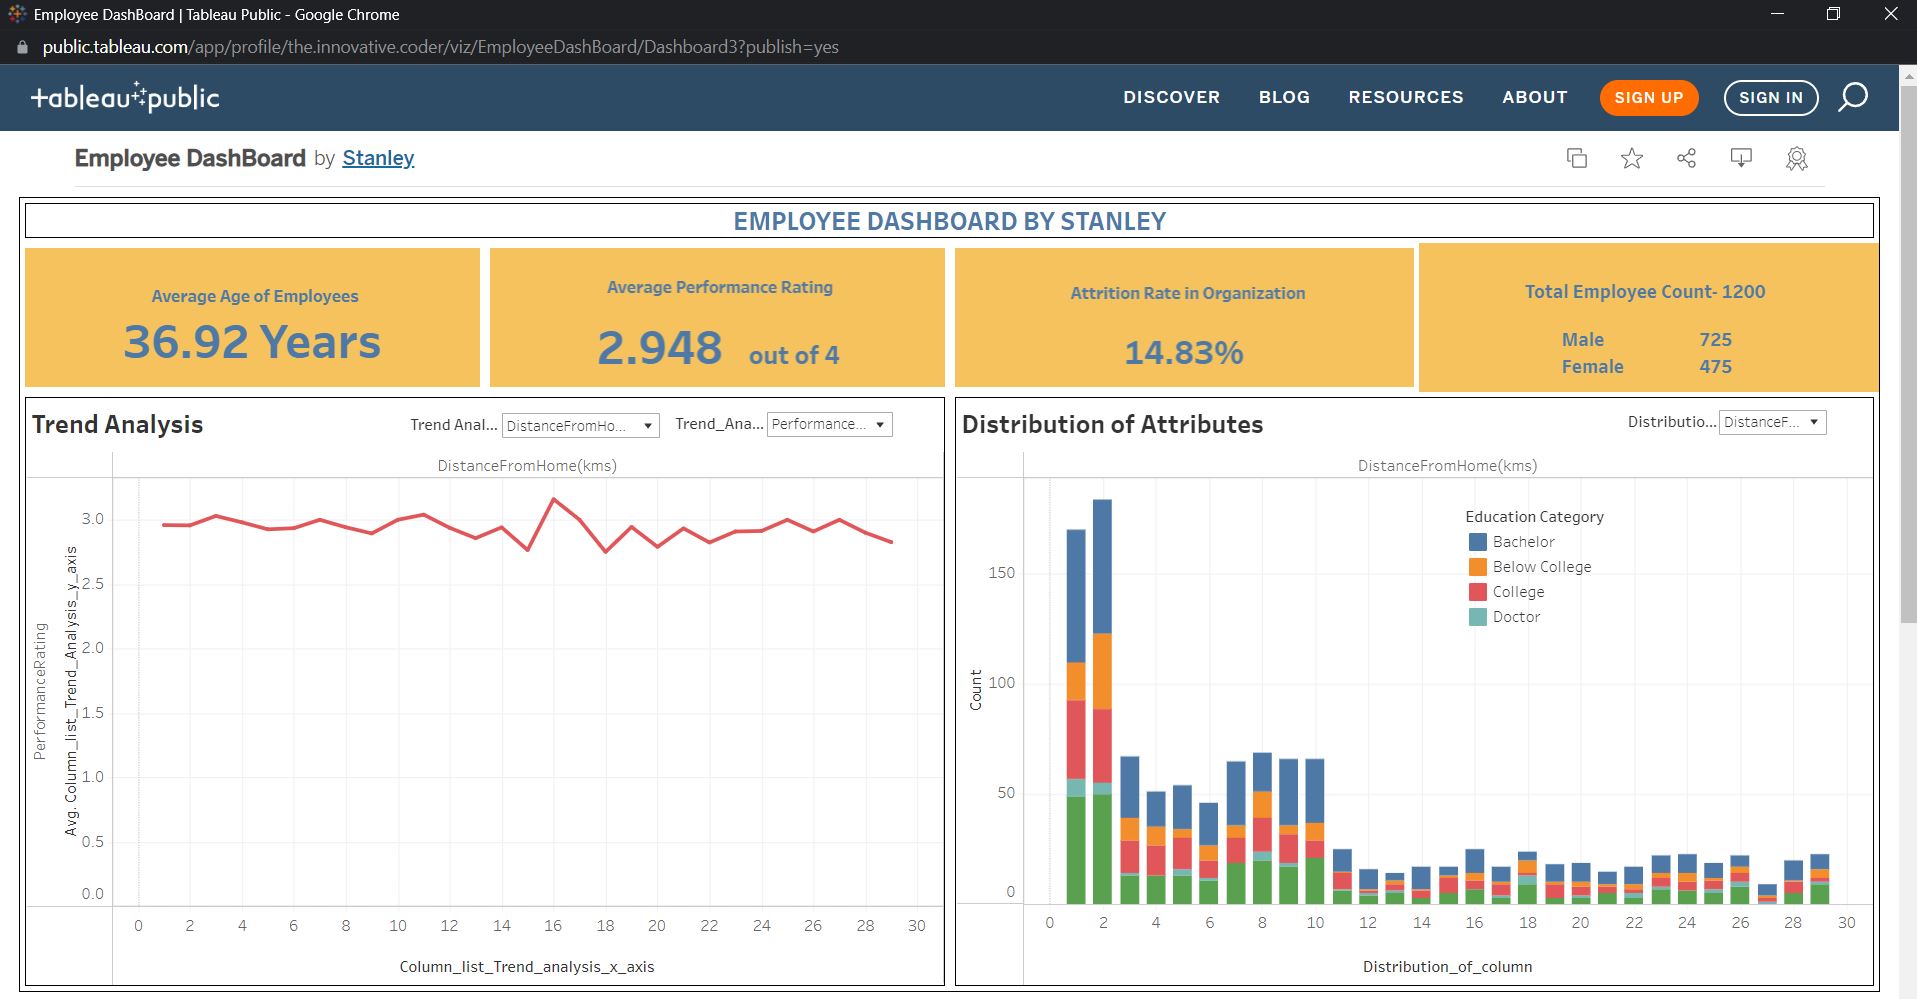 Employee DashBoard | Tableau Public - Google Chrome
public.tableau.com/app/profile/the.innovative.coder/viz/EmployeeDashBoard/Dashboard3?publish=yes
+ableau public DISCOVER BLOG RESOURCES ABOUT SIGN UP SIGN IN
Employee DashBoard by Stanley
EMPLOYEE DASHBOARD BY STANLEY
Average Age of Employees
36.92 Years
Average Performance Rating
2.948 out of 4
Attrition Rate in Organization
14.83%
Total Employee Count- 1200
Male 725
Female 475
Trend Analysis Trend Anal... DistanceFromHo... Trend_Ana... Performance...
DistanceFromHome(kms)
PerformanceRating
Avg. Column_list_Trend_Analysis_y_axis
3.0
2.5
2.0
1.5
1.0
0.5
0.0
0 2 4 6 8 10 12 14 16 18 20 22 24 26 28 30
Column_list_Trend_analysis_x_axis
Distribution of Attributes Distributio... DistanceF...
DistanceFromHome(kms)
Education Category
Bachelor
Below College
College
Doctor
Count
150
100
50
0
0 2 4 6 8 10 12 14 16 18 20 22 24 26 28 30
Distribution_of_column